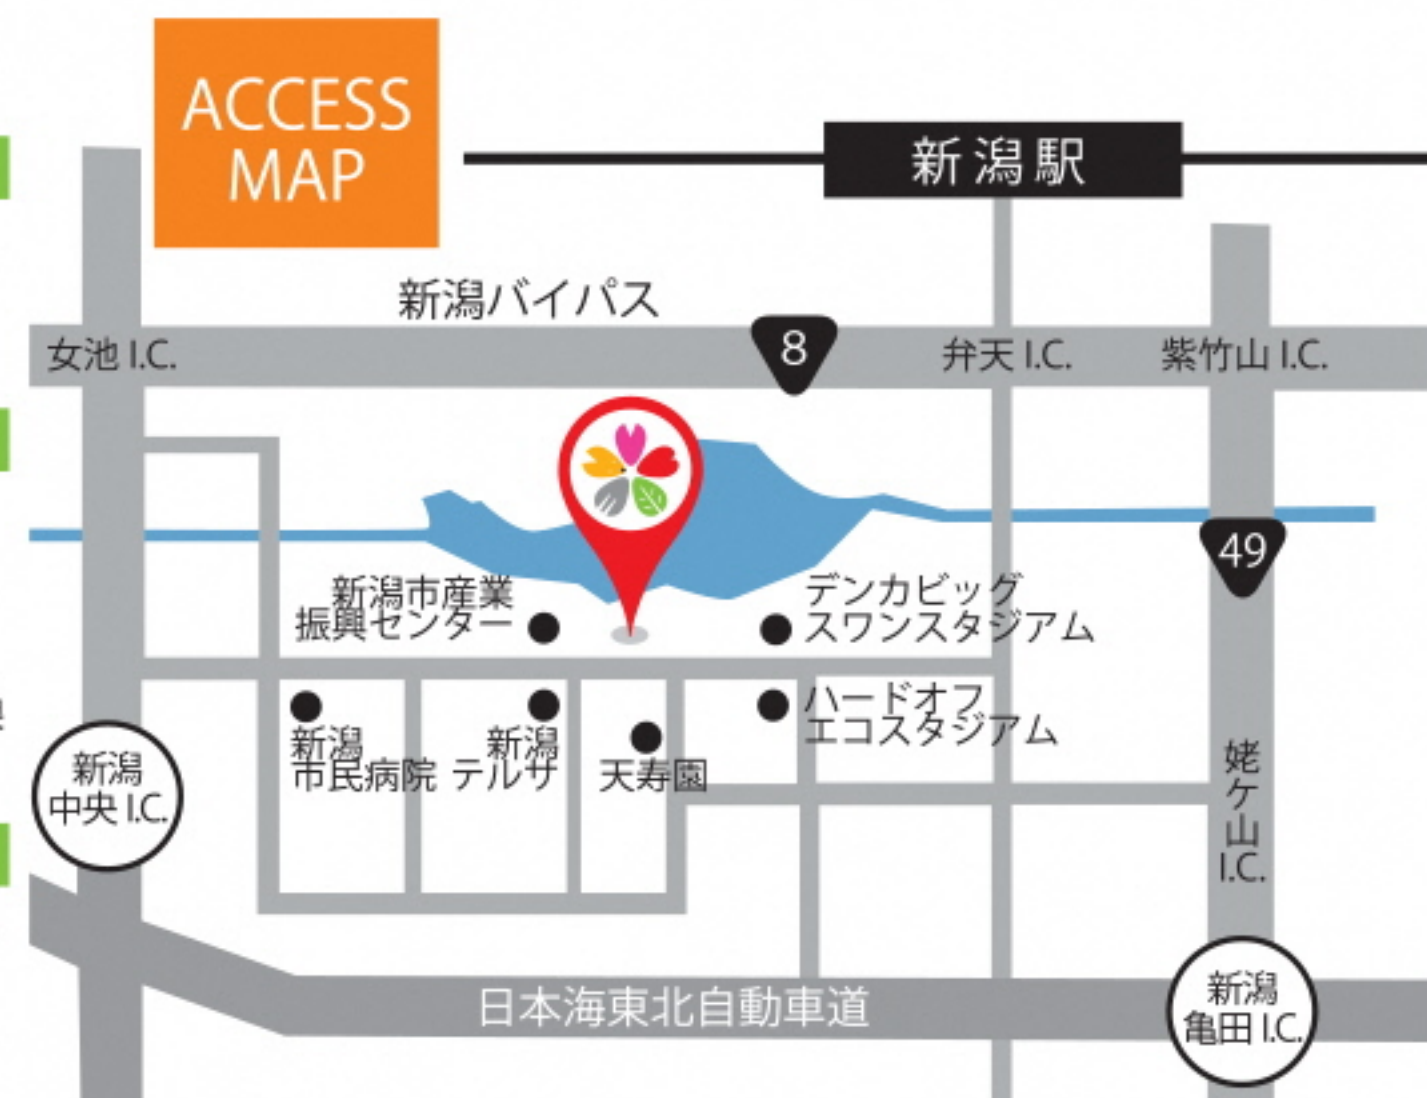 ACCESS
MAP
新潟駅
新潟バイパス
8
女池 I.C.
弁天 I.C.
紫竹山 I.C.
49
新潟市産業
振興センター
デンカビッグ
スワンスタジアム
新潟
市民病院
新潟
テルサ
天寿園
ハードオフ
エコスタジアム
新潟
中央 I.C.
姥ケ山
I.C.
日本海東北自動車道
新潟
亀田 I.C.